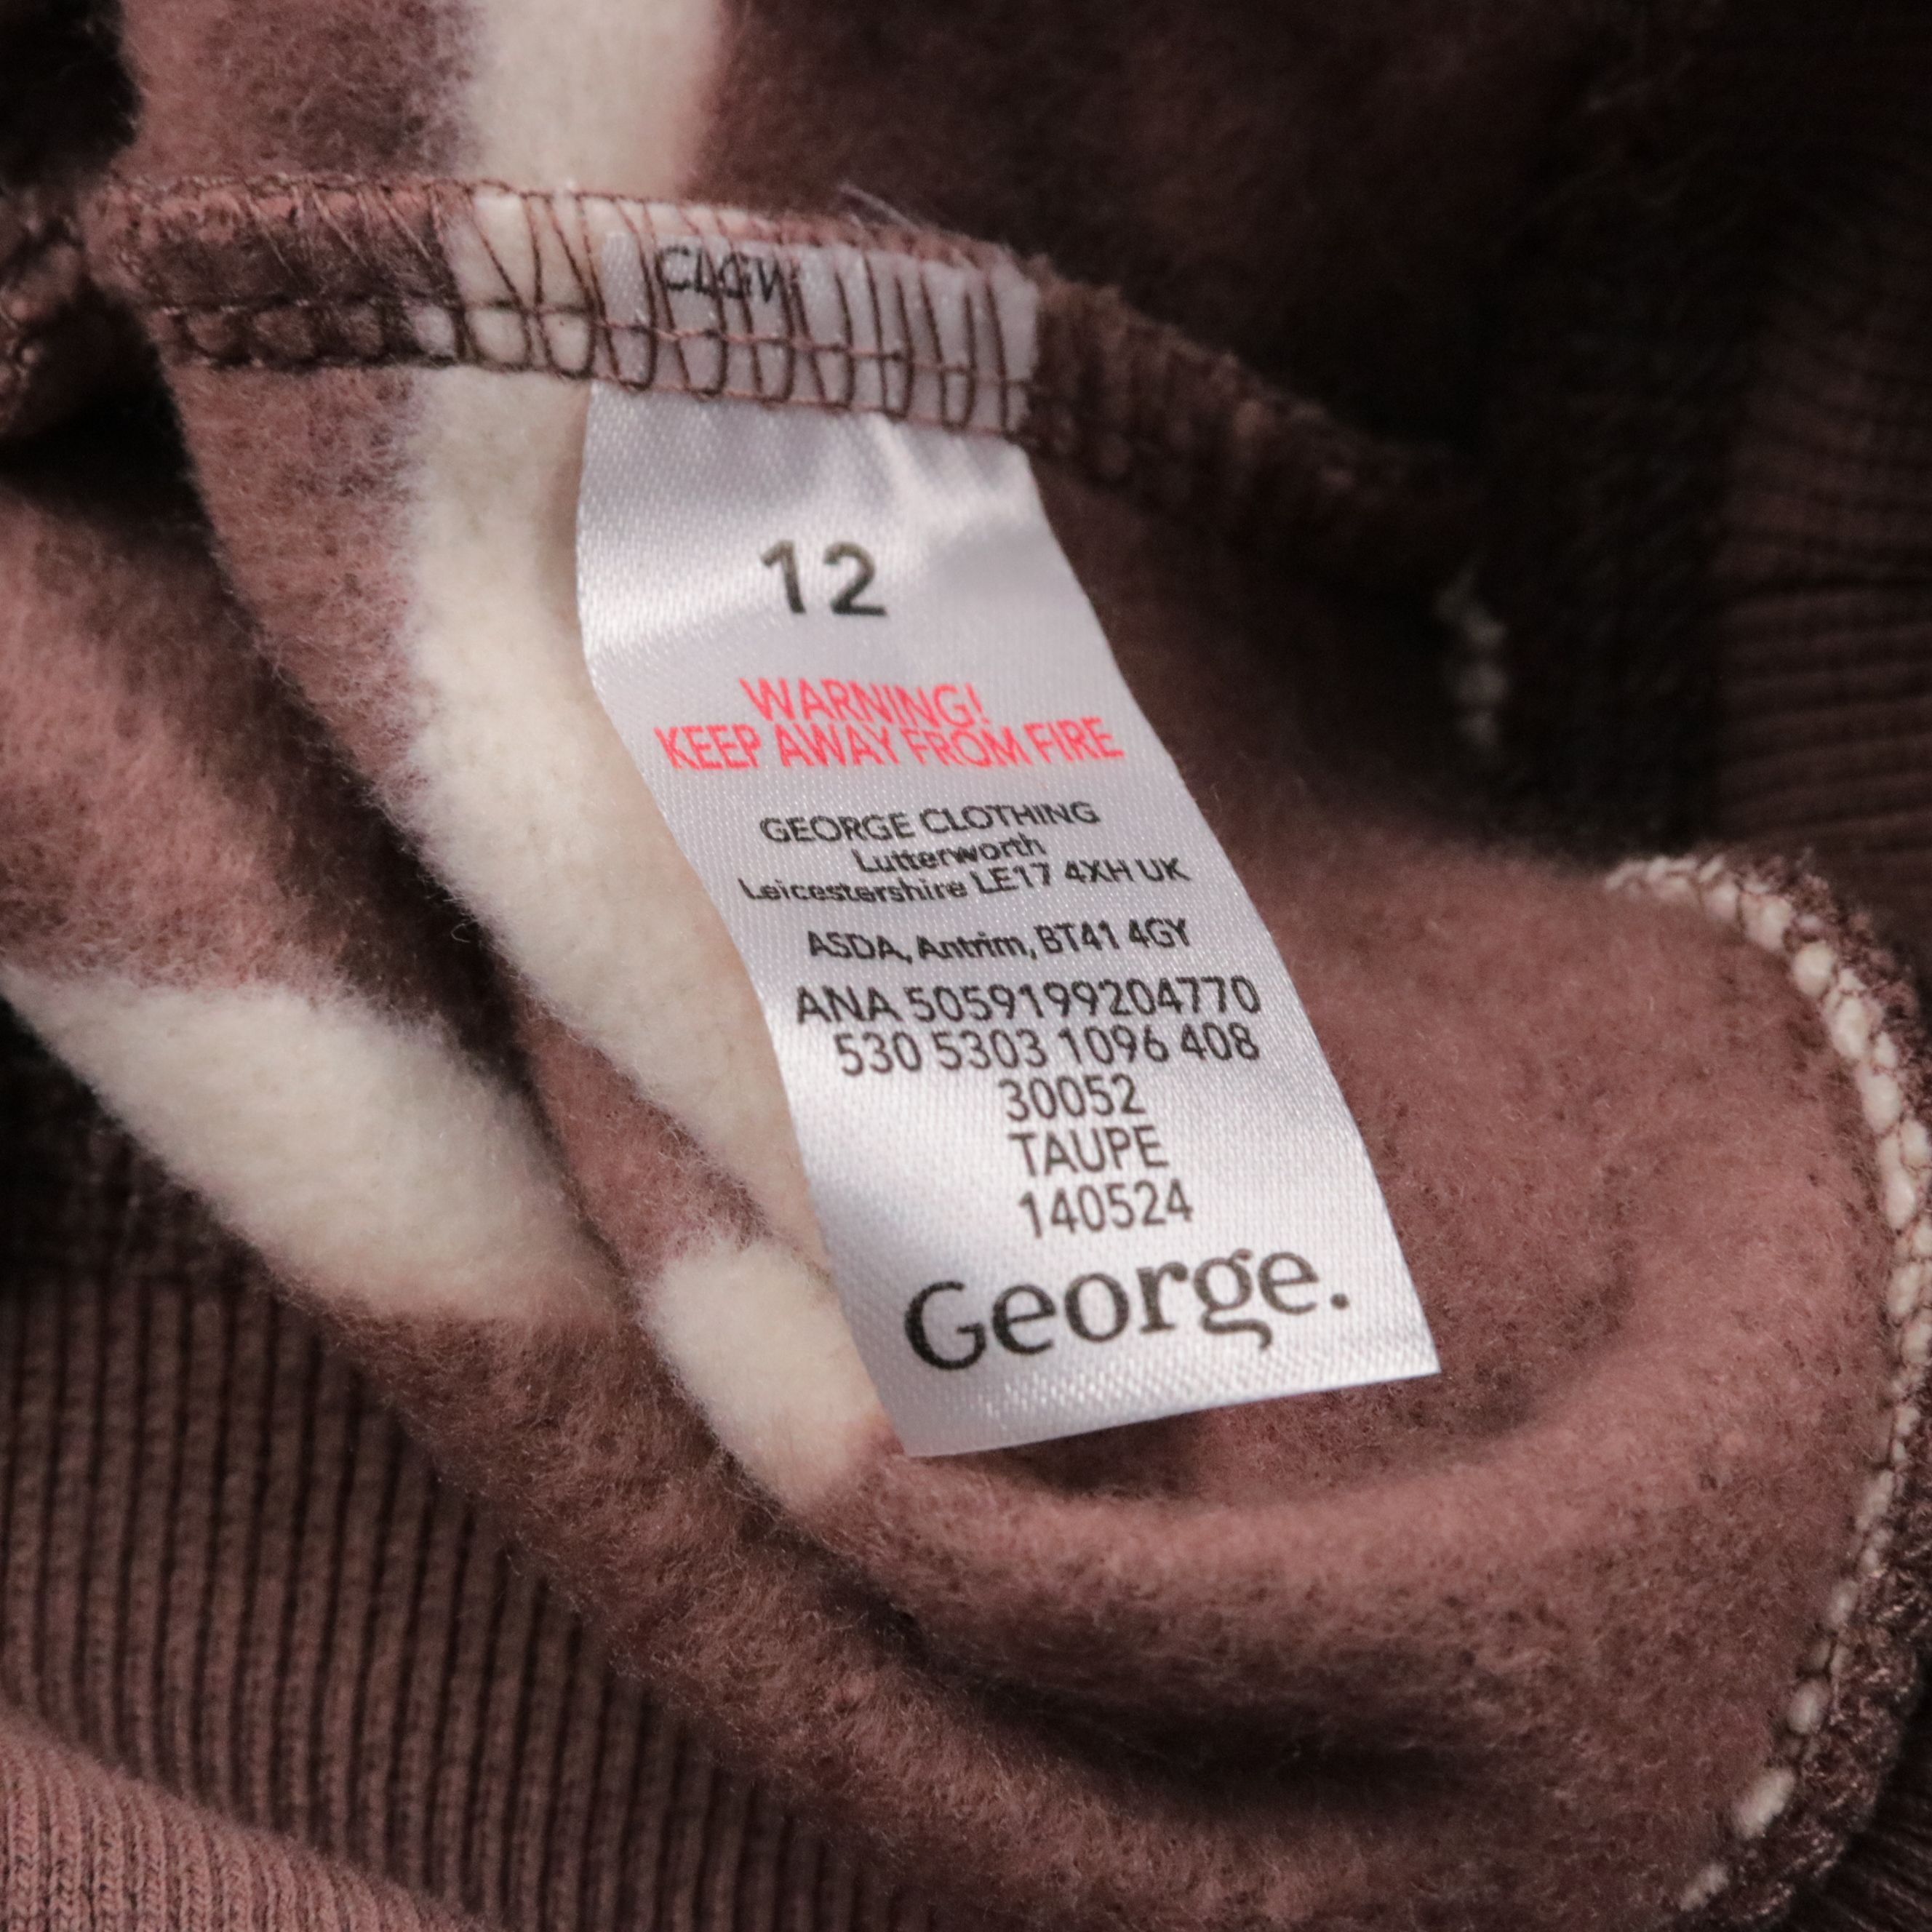 CLGW
12
WARNING!
KEEP AWAY FROM FIRE
GEORGE CLOTHING
Lutterworth
Leicestershire LE17 4XH UK
ASDA, Antrim, BT41 4GY
ANA 5059199204770
530 5303 1096 408
30052
TAUPE
140524
George.